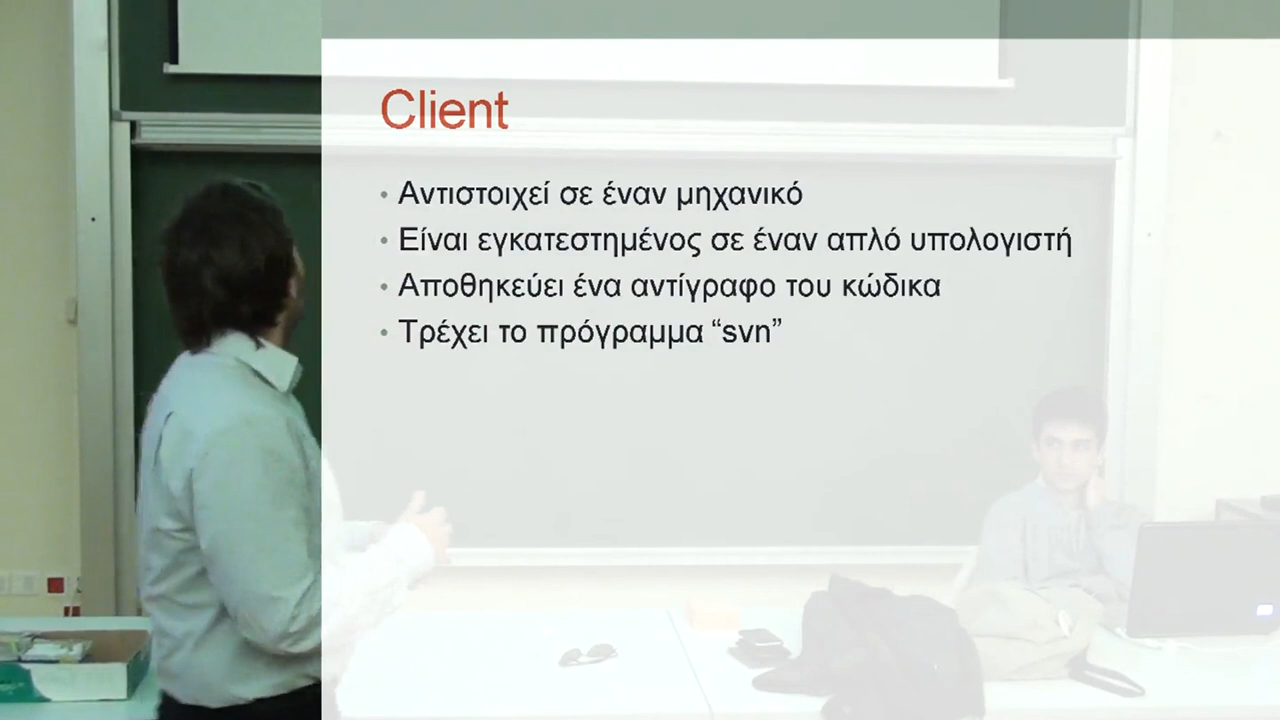 Client
• Αντιστοιχεί σε έναν μηχανικό
• Είναι εγκατεστημένος σε έναν απλό υπολογιστή
• Αποθηκεύει ένα αντίγραφο του κώδικα
• Τρέχει το πρόγραμμα “svn”